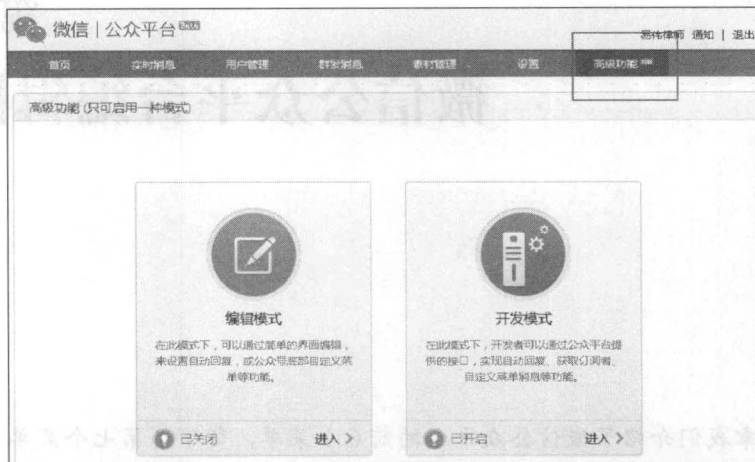 微信 | 公众平台
易伟律师 通知 | 退出
首页 实时消息 用户管理 群发消息 素材管理 设置 高级功能
高级功能 (只可启用一种模式)
编辑模式
在此模式下，可以通过简单的界面编辑，
来设置自动回复，或公众号底部自定义菜
单等功能。
已关闭 进入 >
开发模式
在此模式下，开发者可以通过公众平台提
供的接口，实现自动回复、获取订阅者、
自定义菜单消息等功能。
已开启 进入 >